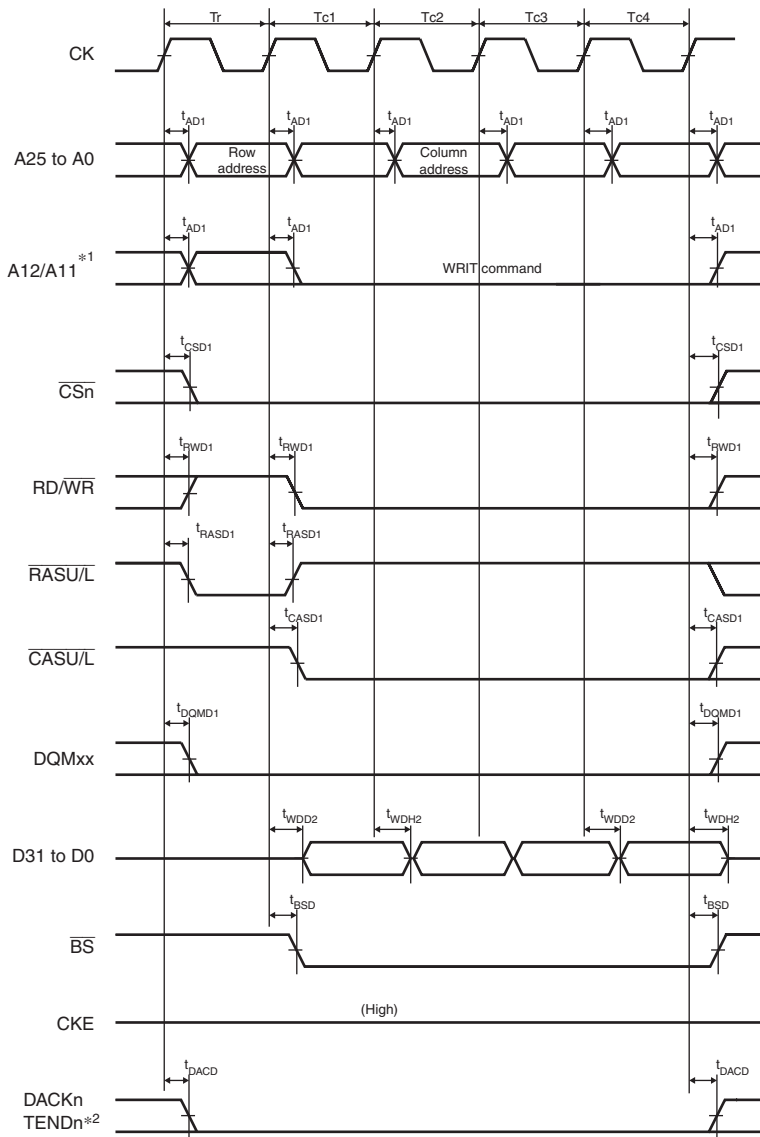 Tr Tc1 Tc2 Tc3 Tc4
CK
tAD1 tAD1 tAD1 tAD1 tAD1 tAD1
A25 to A0
Row address
Column address
tAD1 tAD1 tAD1
A12/A11*1
WRIT command
tCSD1 tCSD1
CSn
tRWD1 tRWD1 tRWD1
RD/WR
tRASD1 tRASD1
RASU/L
tCASD1 tCASD1
CASU/L
tDQMD1 tDQMD1
DQMxx
tWDD2 tWDH2 tWDD2 tWDH2
D31 to D0
tBSD tBSD
BS
(High)
CKE
tDACD tDACD
DACKn
TENDn*2